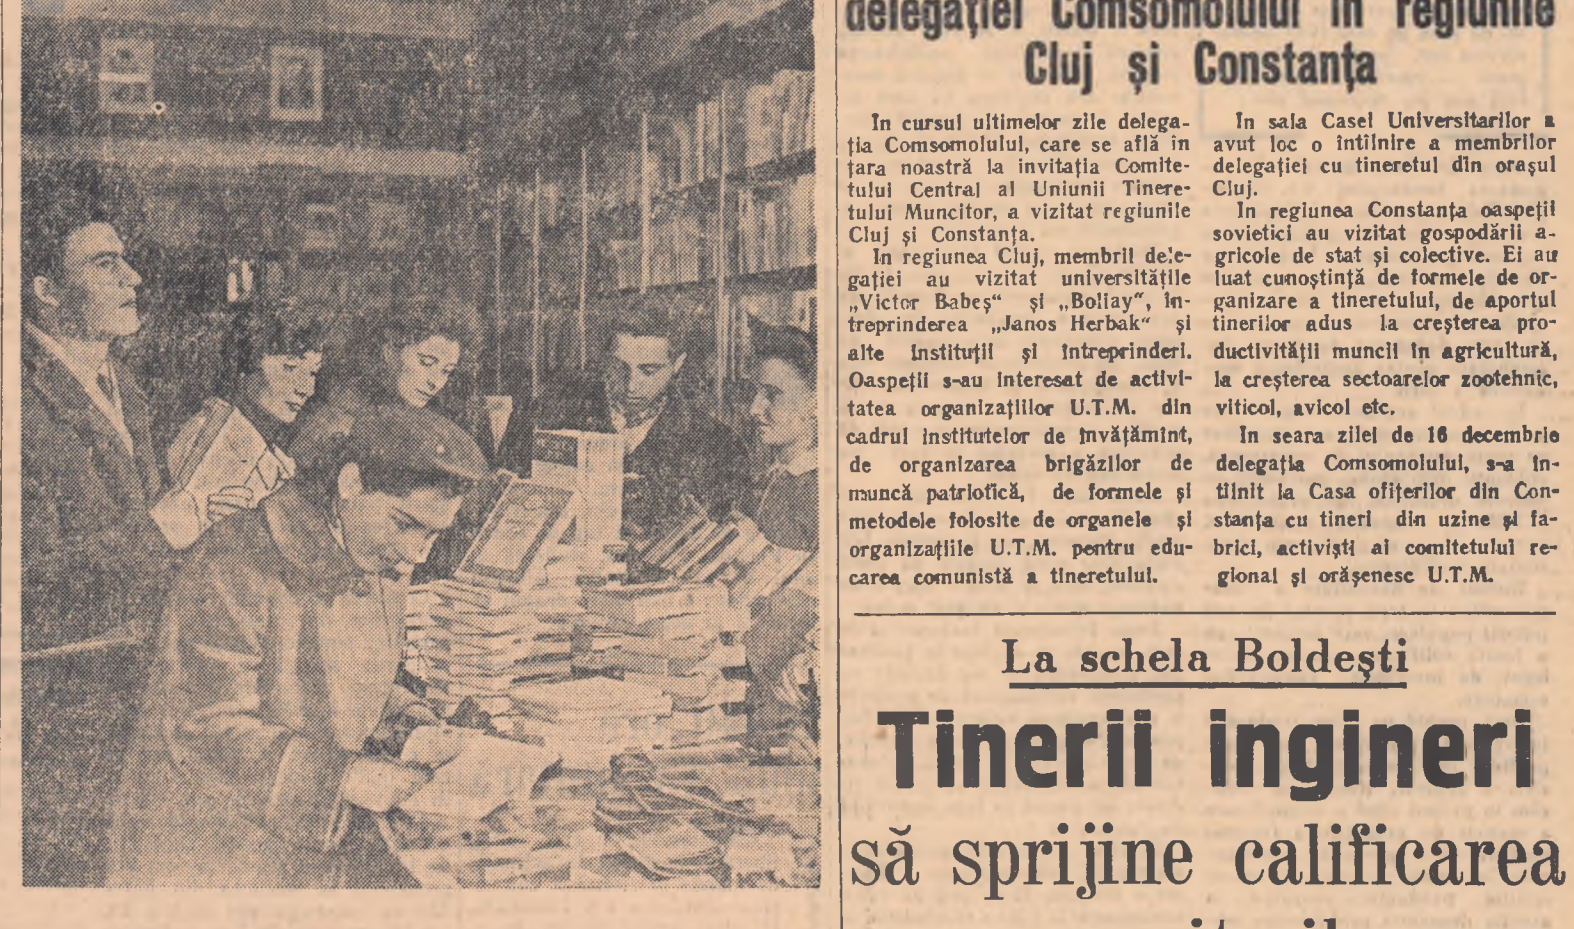 delegației Comsomolului în regiunile
Cluj și Constanța
In cursul ultimelor zile delega-
ția Comsomolului, care se află în
țara noastră la invitația Comite-
tului Central al Uniunii Tinere-
tului Muncitor, a vizitat regiunile
Cluj și Constanța.
In regiunea Cluj, membrii dele-
gației au vizitat universitățile
„Victor Babeș“ și „Boliay“, în-
treprinderea „Janos Herbak“ și
alte instituții și întreprinderi.
Oaspeții s-au interesat de activi-
tatea organizațiilor U.T.M. din
cadrul institutelor de învățămînt,
de organizarea brigăzilor de
muncă patriotică, de formele și
metodele folosite de organele și
organizațiile U.T.M. pentru edu-
carea comunistă a tineretului.
In sala Casei Universitarilor a
avut loc o întîlnire a membrilor
delegației cu tineretul din orașul
Cluj.
In regiunea Constanța oaspeții
sovietici au vizitat gospodării a-
gricole de stat și colective. Ei au
luat cunoștință de formele de or-
ganizare a tineretului, de aportul
tinerilor adus la creșterea pro-
ductivității muncii în agricultură,
la creșterea sectoarelor zootehnic,
viticol, avicol etc.
In seara zilei de 16 decembrie
delegația Comsomolului, s-a în-
tîlnit la Casa ofițerilor din Con-
stanța cu tineri din uzine și fa-
brici, activiști ai comitetului re-
gional și orășenesc U.T.M.
La schela Boldești
Tinerii ingineri
să sprijine calificarea